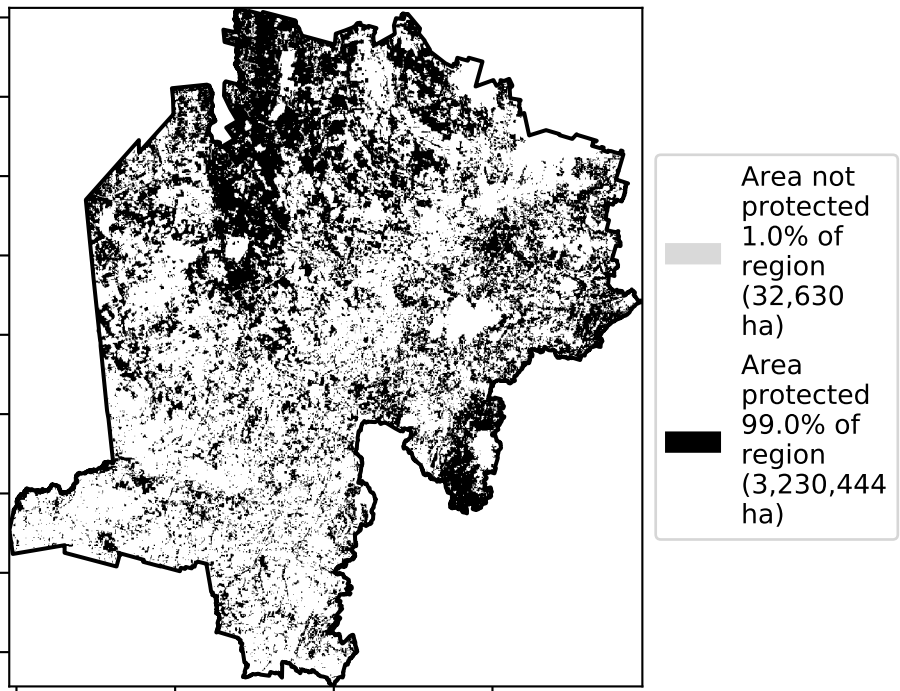 Area not
protected
1.0% of
region
(32,630
ha)
Area
protected
99.0% of
region
(3,230,444
ha)